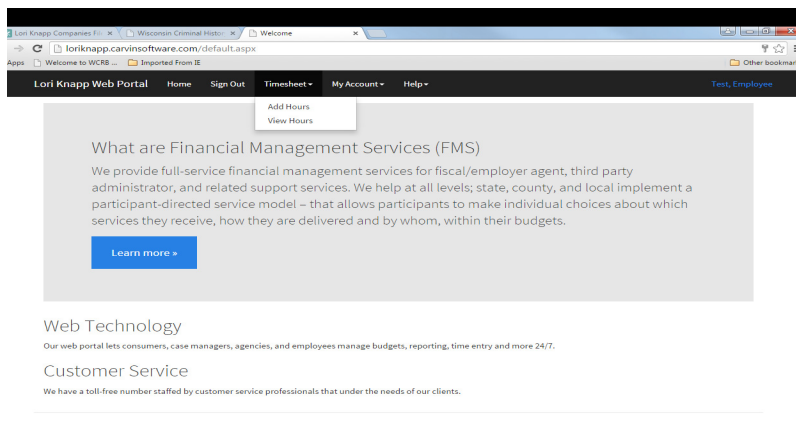 Lori Knapp Companies Fil
Wisconsin Criminal Histor
Welcome
loriknapp.carvinsoftware.com/default.aspx
Apps Welcome to WCRB ... Imported From IE Other bookmar
Lori Knapp Web Portal Home Sign Out Timesheet My Account Help Test, Employee
Add Hours
View Hours
What are Financial Management Services (FMS)
We provide full-service financial management services for fiscal/employer agent, third party
administrator, and related support services. We help at all levels; state, county, and local implement a
participant-directed service model – that allows participants to make individual choices about which
services they receive, how they are delivered and by whom, within their budgets.
Learn more »
Web Technology
Our web portal lets consumers, case managers, agencies, and employees manage budgets, reporting, time entry and more 24/7.
Customer Service
We have a toll-free number staffed by customer service professionals that under the needs of our clients.